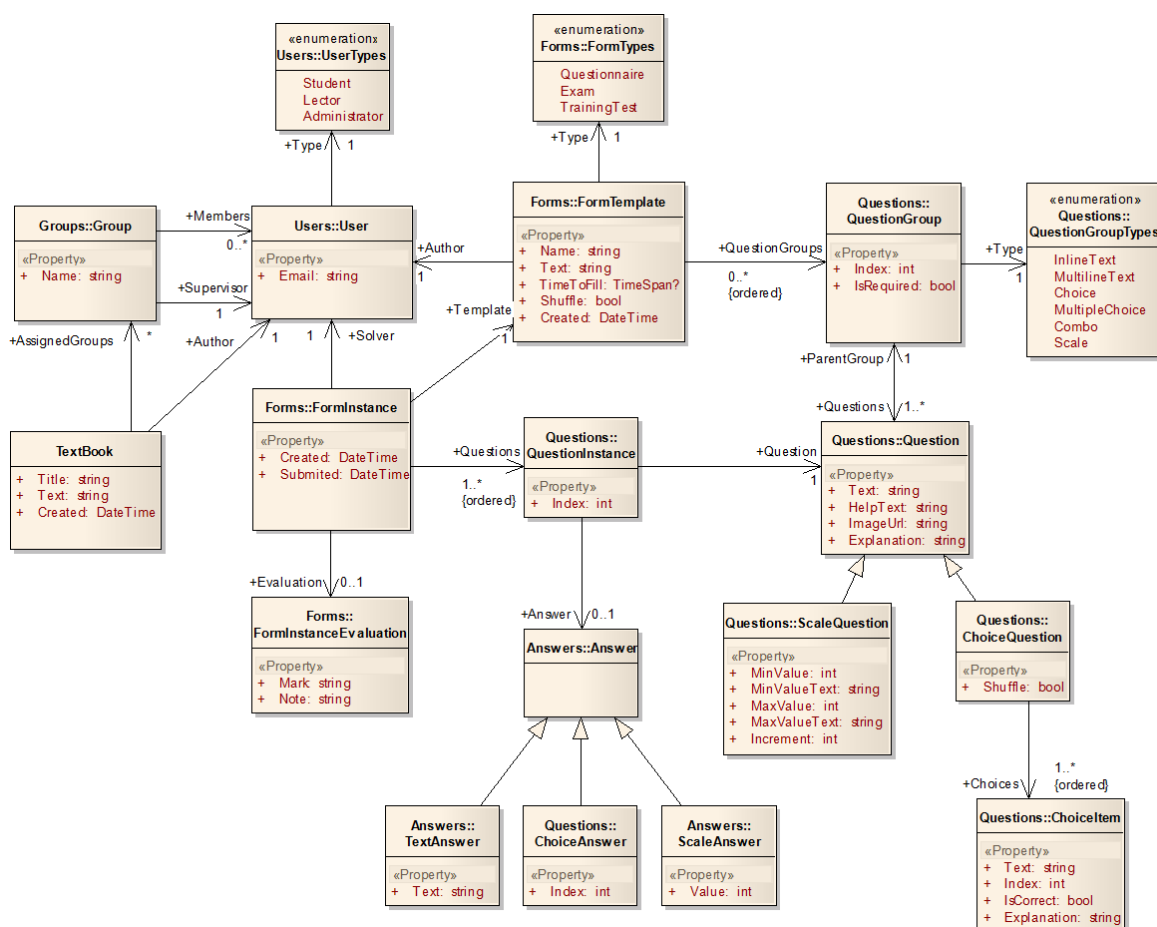 «enumeration»
Users::UserTypes
Student
Lector
Administrator
«enumeration»
Forms::FormTypes
Questionnaire
Exam
TrainingTest
+Type 1
+Type 1
Groups::Group
«Property»
+ Name: string
+Members
0..*
+Supervisor
1
Users::User
«Property»
+ Email: string
+Author
1
Forms::FormTemplate
«Property»
+ Name: string
+ Text: string
+ TimeToFill: TimeSpan?
+ Shuffle: bool
+ Created: DateTime
+QuestionGroups
0..*
{ordered}
Questions::
QuestionGroup
«Property»
+ Index: int
+ IsRequired: bool
+Type
1
«enumeration»
Questions::
QuestionGroupTypes
InlineText
MultilineText
Choice
MultipleChoice
Combo
Scale
+AssignedGroups *
+Author 1
1 +Solver
+Template
1
+ParentGroup 1
+Questions 1..*
TextBook
+ Title: string
+ Text: string
+ Created: DateTime
Forms::FormInstance
«Property»
+ Created: DateTime
+ Submited: DateTime
+Questions
1..*
{ordered}
Questions::
QuestionInstance
«Property»
+ Index: int
+Question
1
Questions::Question
«Property»
+ Text: string
+ HelpText: string
+ ImageUrl: string
+ Explanation: string
+Evaluation 0..1
Forms::
FormInstanceEvaluation
«Property»
+ Mark: string
+ Note: string
+Answer 0..1
Answers::Answer
Questions::ScaleQuestion
«Property»
+ MinValue: int
+ MinValueText: string
+ MaxValue: int
+ MaxValueText: string
+ Increment: int
Questions::
ChoiceQuestion
«Property»
+ Shuffle: bool
1..*
+Choices {ordered}
Answers::
TextAnswer
«Property»
+ Text: string
Questions::
ChoiceAnswer
«Property»
+ Index: int
Answers::
ScaleAnswer
«Property»
+ Value: int
Questions::ChoiceItem
«Property»
+ Text: string
+ Index: int
+ IsCorrect: bool
+ Explanation: string